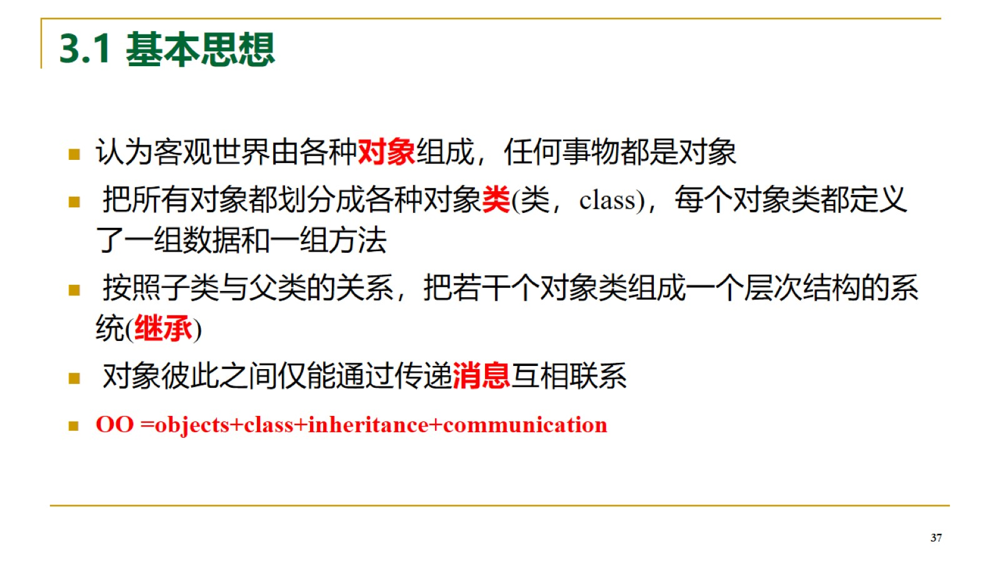 3.1 基本思想
认为客观世界由各种对象组成，任何事物都是对象
把所有对象都划分成各种对象类(类，class)，每个对象类都定义
了一组数据和一组方法
按照子类与父类的关系，把若干个对象类组成一个层次结构的系
统(继承)
对象彼此之间仅能通过传递消息互相联系
OO =objects+class+inheritance+communication
37